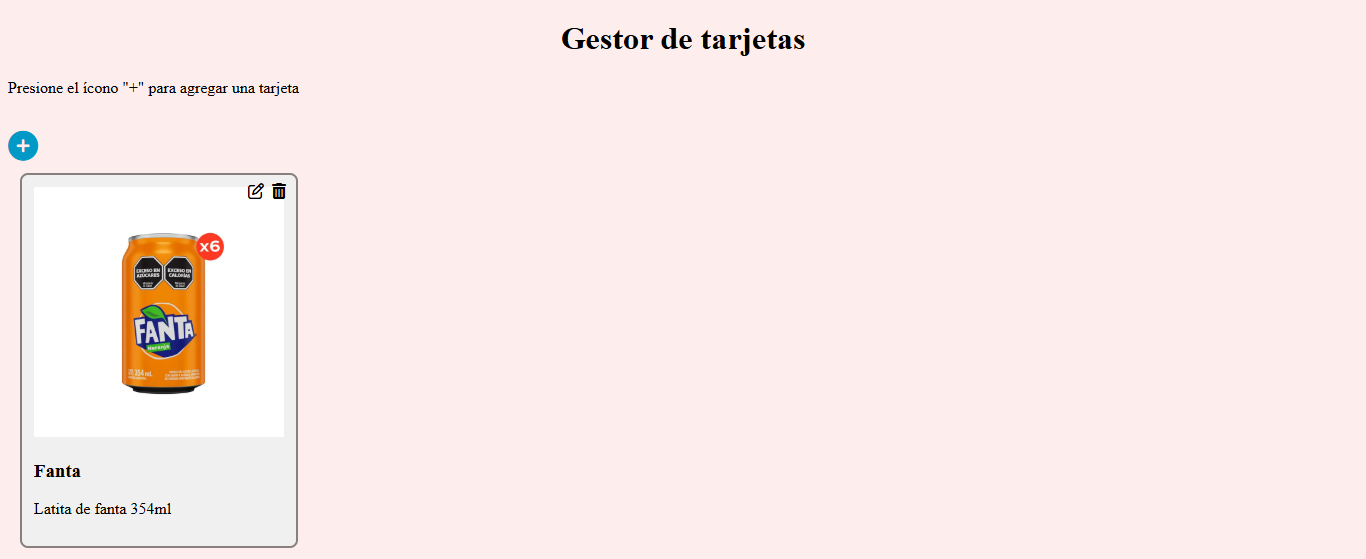 Gestor de tarjetas
Presione el ícono "+" para agregar una tarjeta
x6
EXCESO EN
AZÚCARES
EXCESO EN
CALORÍAS
FANTA
Naranja
354 mL
Fanta
Latita de fanta 354ml